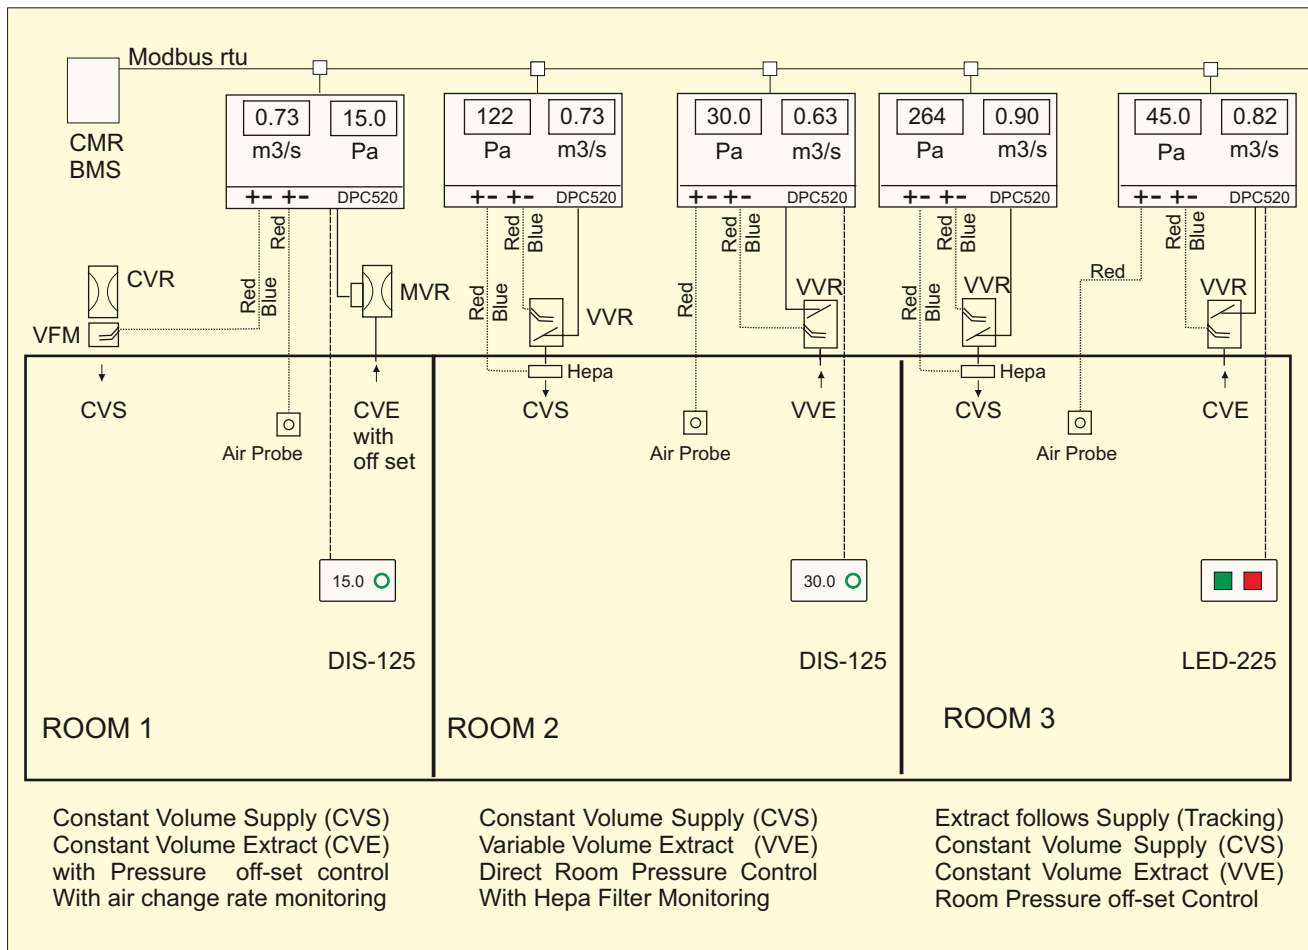 Modbus rtu
CMR
BMS
0.73 15.0
m3/s Pa
+- +- DPC520
122 0.73
Pa m3/s
+- +- DPC520
30.0 0.63
Pa m3/s
+- +- DPC520
264 0.90
Pa m3/s
+- +- DPC520
45.0 0.82
Pa m3/s
+- +- DPC520
Red
Red
Blue
CVR
VFM
MVR
CVS
Air Probe
CVE
with
off set
15.0
DIS-125
ROOM 1
Red
Blue
Red
Blue
VVR
Hepa
CVS
Red
Red
Blue
VVR
Air Probe
VVE
30.0
DIS-125
ROOM 2
Red
Blue
Red
Blue
VVR
Hepa
CVS
Red
Red
Blue
VVR
Air Probe
CVE
LED-225
ROOM 3
Constant Volume Supply (CVS)
Constant Volume Extract (CVE)
with Pressure off-set control
With air change rate monitoring
Constant Volume Supply (CVS)
Variable Volume Extract (VVE)
Direct Room Pressure Control
With Hepa Filter Monitoring
Extract follows Supply (Tracking)
Constant Volume Supply (CVS)
Constant Volume Extract (VVE)
Room Pressure off-set Control